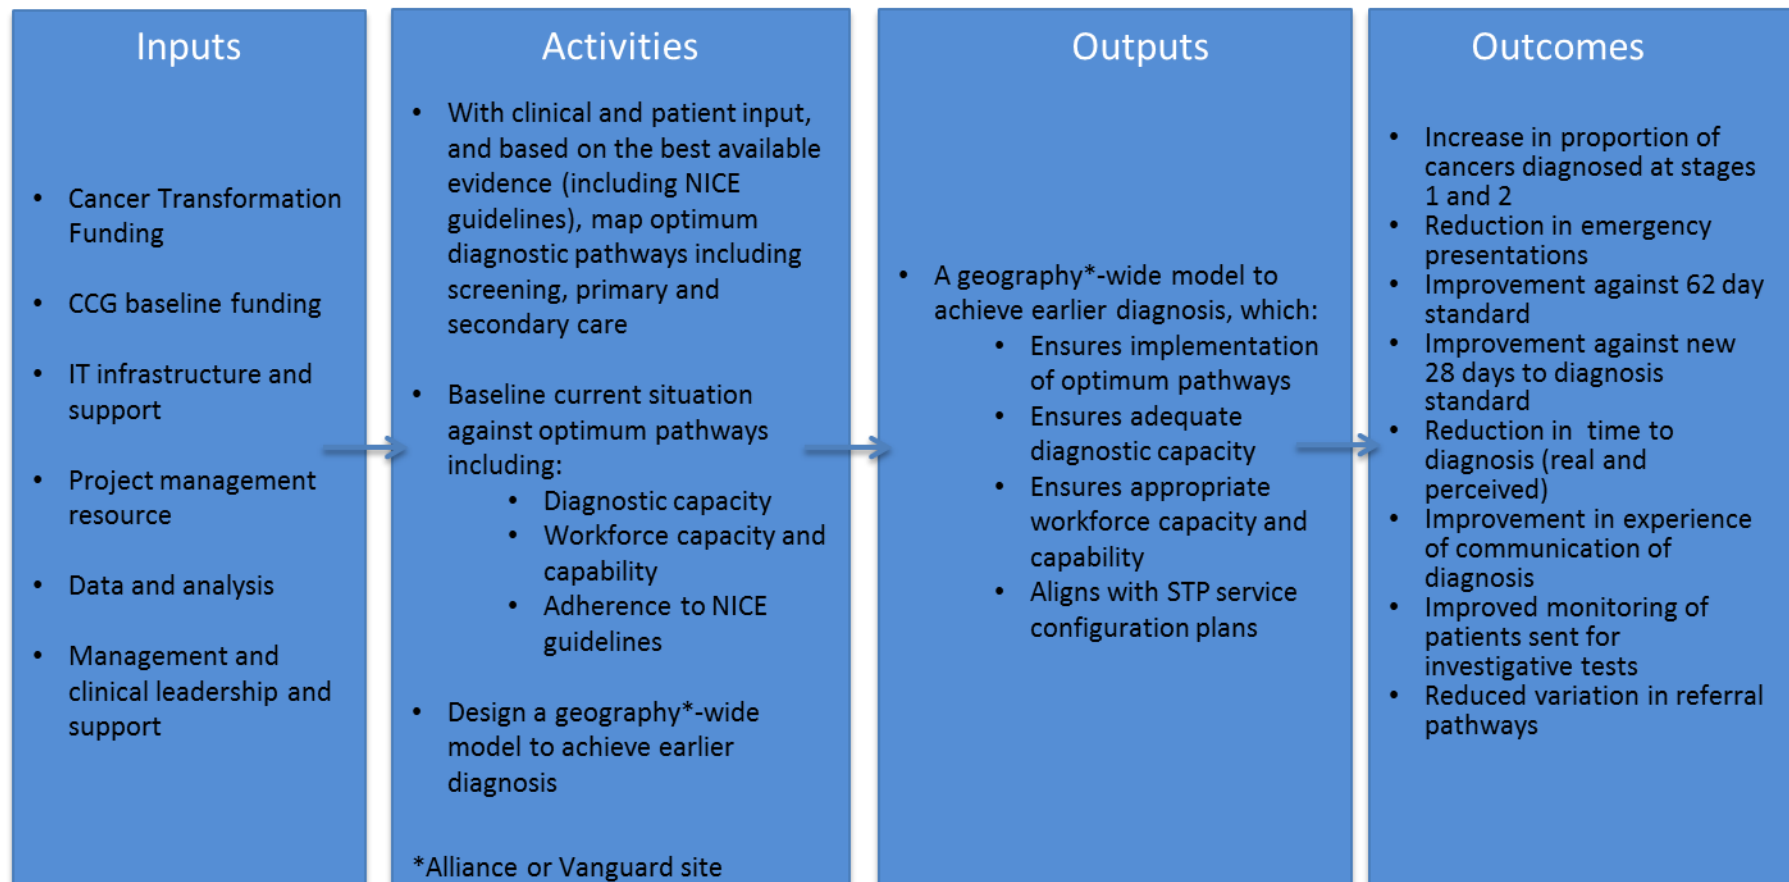 Inputs
• Cancer Transformation
Funding
• CCG baseline funding
• IT infrastructure and
support
• Project management
resource
• Data and analysis
• Management and
clinical leadership and
support
Activities
• With clinical and patient input,
and based on the best available
evidence (including NICE
guidelines), map optimum
diagnostic pathways including
screening, primary and
secondary care
• Baseline current situation
against optimum pathways
including:
• Diagnostic capacity
• Workforce capacity and
capability
• Adherence to NICE
guidelines
• Design a geography*-wide
model to achieve earlier
diagnosis
*Alliance or Vanguard site
Outputs
• A geography*-wide model to
achieve earlier diagnosis, which:
• Ensures implementation
of optimum pathways
• Ensures adequate
diagnostic capacity
• Ensures appropriate
workforce capacity and
capability
• Aligns with STP service
configuration plans
Outcomes
• Increase in proportion of
cancers diagnosed at stages
1 and 2
• Reduction in emergency
presentations
• Improvement against 62 day
standard
• Improvement against new
28 days to diagnosis
standard
• Reduction in time to
diagnosis (real and
perceived)
• Improvement in experience
of communication of
diagnosis
• Improved monitoring of
patients sent for
investigative tests
• Reduced variation in referral
pathways